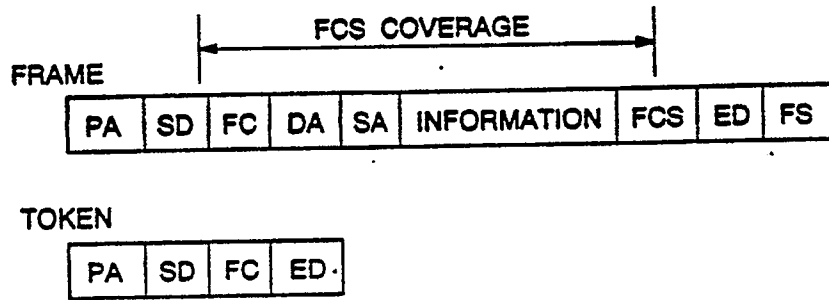 FCS COVERAGE
FRAME
PA SD FC DA SA INFORMATION FCS ED FS
TOKEN
PA SD FC ED